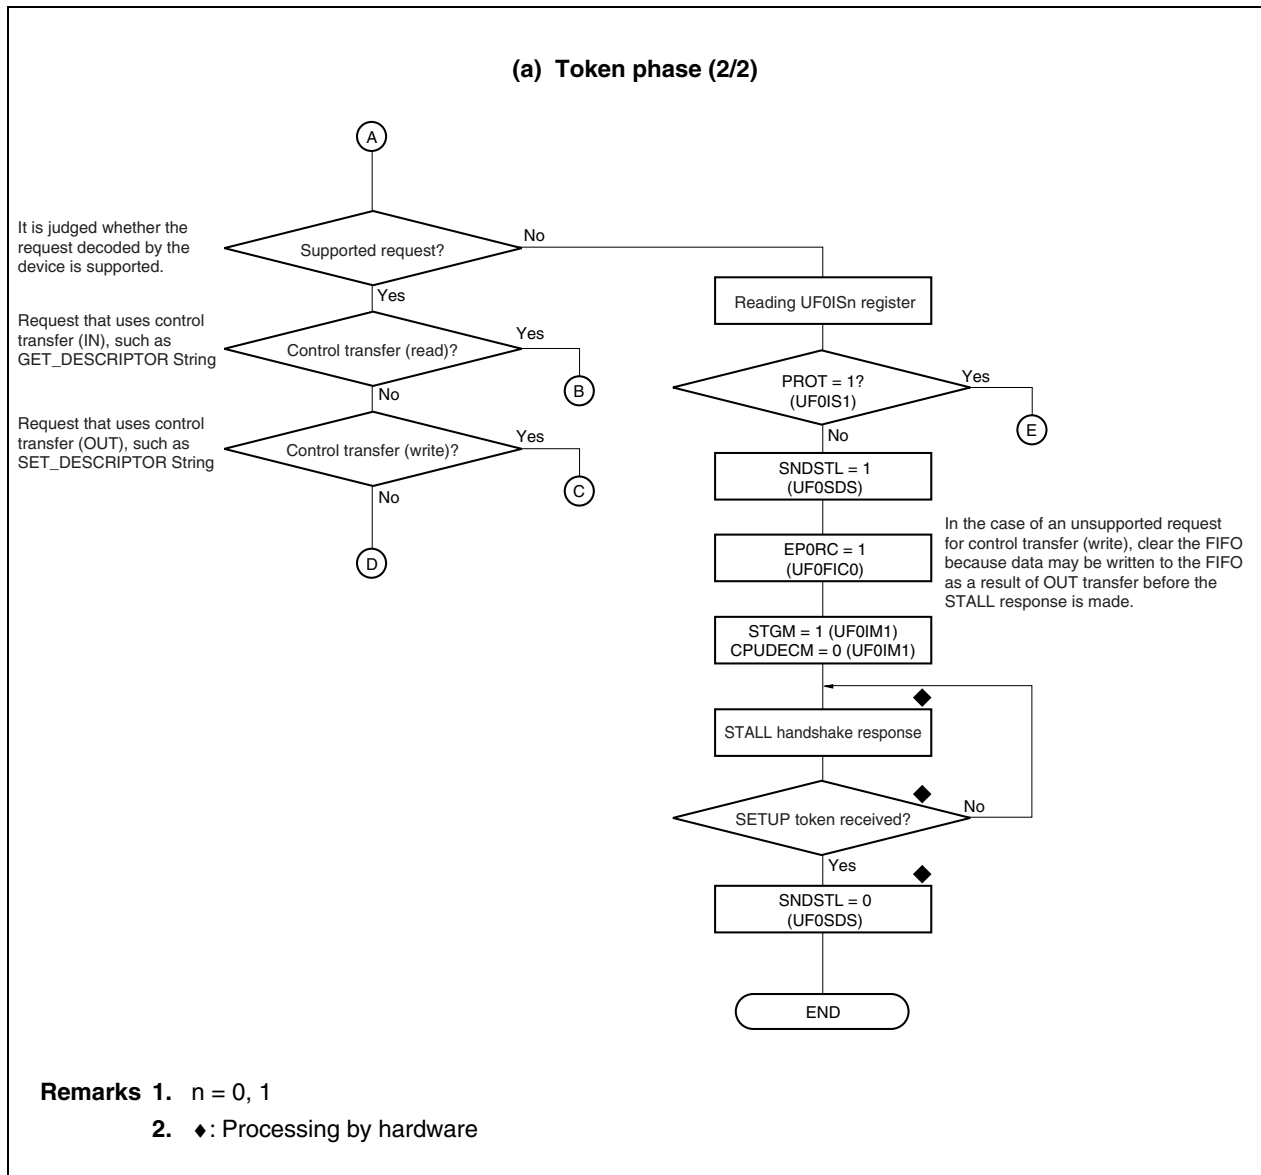 (a) Token phase (2/2)
A
It is judged whether the
request decoded by the
device is supported.
Supported request?
No
Yes
Request that uses control
transfer (IN), such as
GET_DESCRIPTOR String
Control transfer (read)?
Yes
B
No
Request that uses control
transfer (OUT), such as
SET_DESCRIPTOR String
Control transfer (write)?
Yes
C
No
D
Reading UF0ISn register
PROT = 1?
(UF0IS1)
Yes
E
No
SNDSTL = 1
(UF0SDS)
EP0RC = 1
(UF0FIC0)
In the case of an unsupported request
for control transfer (write), clear the FIFO
because data may be written to the FIFO
as a result of OUT transfer before the
STALL response is made.
STGM = 1 (UF0IM1)
CPUDECM = 0 (UF0IM1)
◆
STALL handshake response
◆
SETUP token received?
No
Yes
◆
SNDSTL = 0
(UF0SDS)
END
Remarks 1. n = 0, 1
2. ◆: Processing by hardware